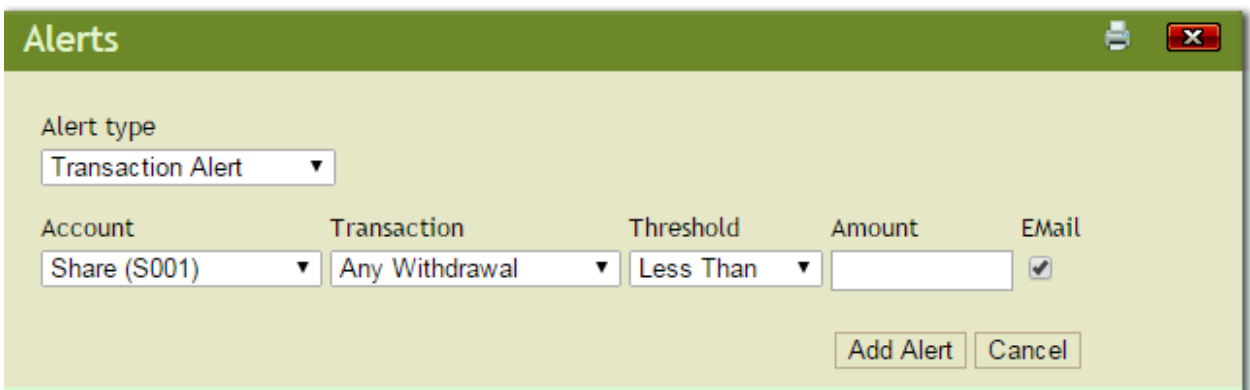 Alerts
Alert type
Transaction Alert
Account Transaction Threshold Amount EMail
Share (S001) Any Withdrawal Less Than
Add Alert Cancel